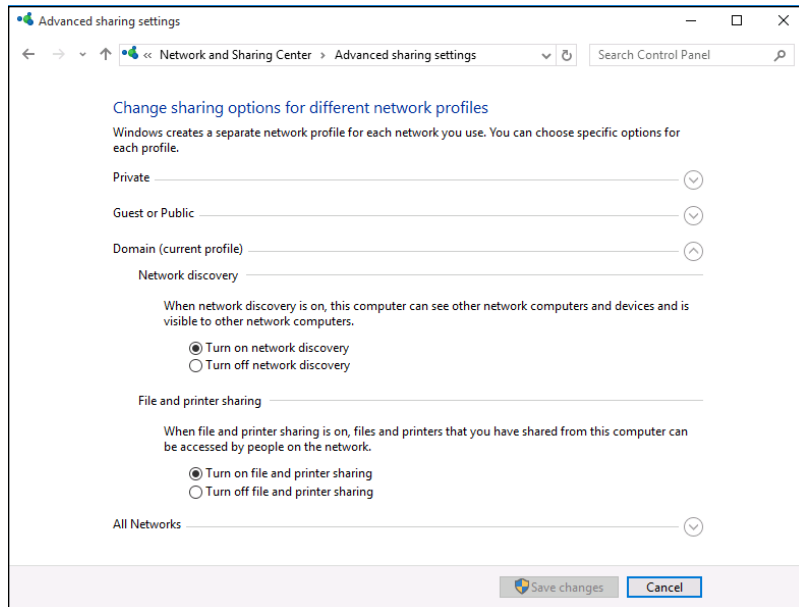 Advanced sharing settings
« Network and Sharing Center › Advanced sharing settings
Search Control Panel
Change sharing options for different network profiles
Windows creates a separate network profile for each network you use. You can choose specific options for
each profile.
Private
Guest or Public
Domain (current profile)
Network discovery
When network discovery is on, this computer can see other network computers and devices and is
visible to other network computers.
Turn on network discovery
Turn off network discovery
File and printer sharing
When file and printer sharing is on, files and printers that you have shared from this computer can
be accessed by people on the network.
Turn on file and printer sharing
Turn off file and printer sharing
All Networks
Save changes Cancel